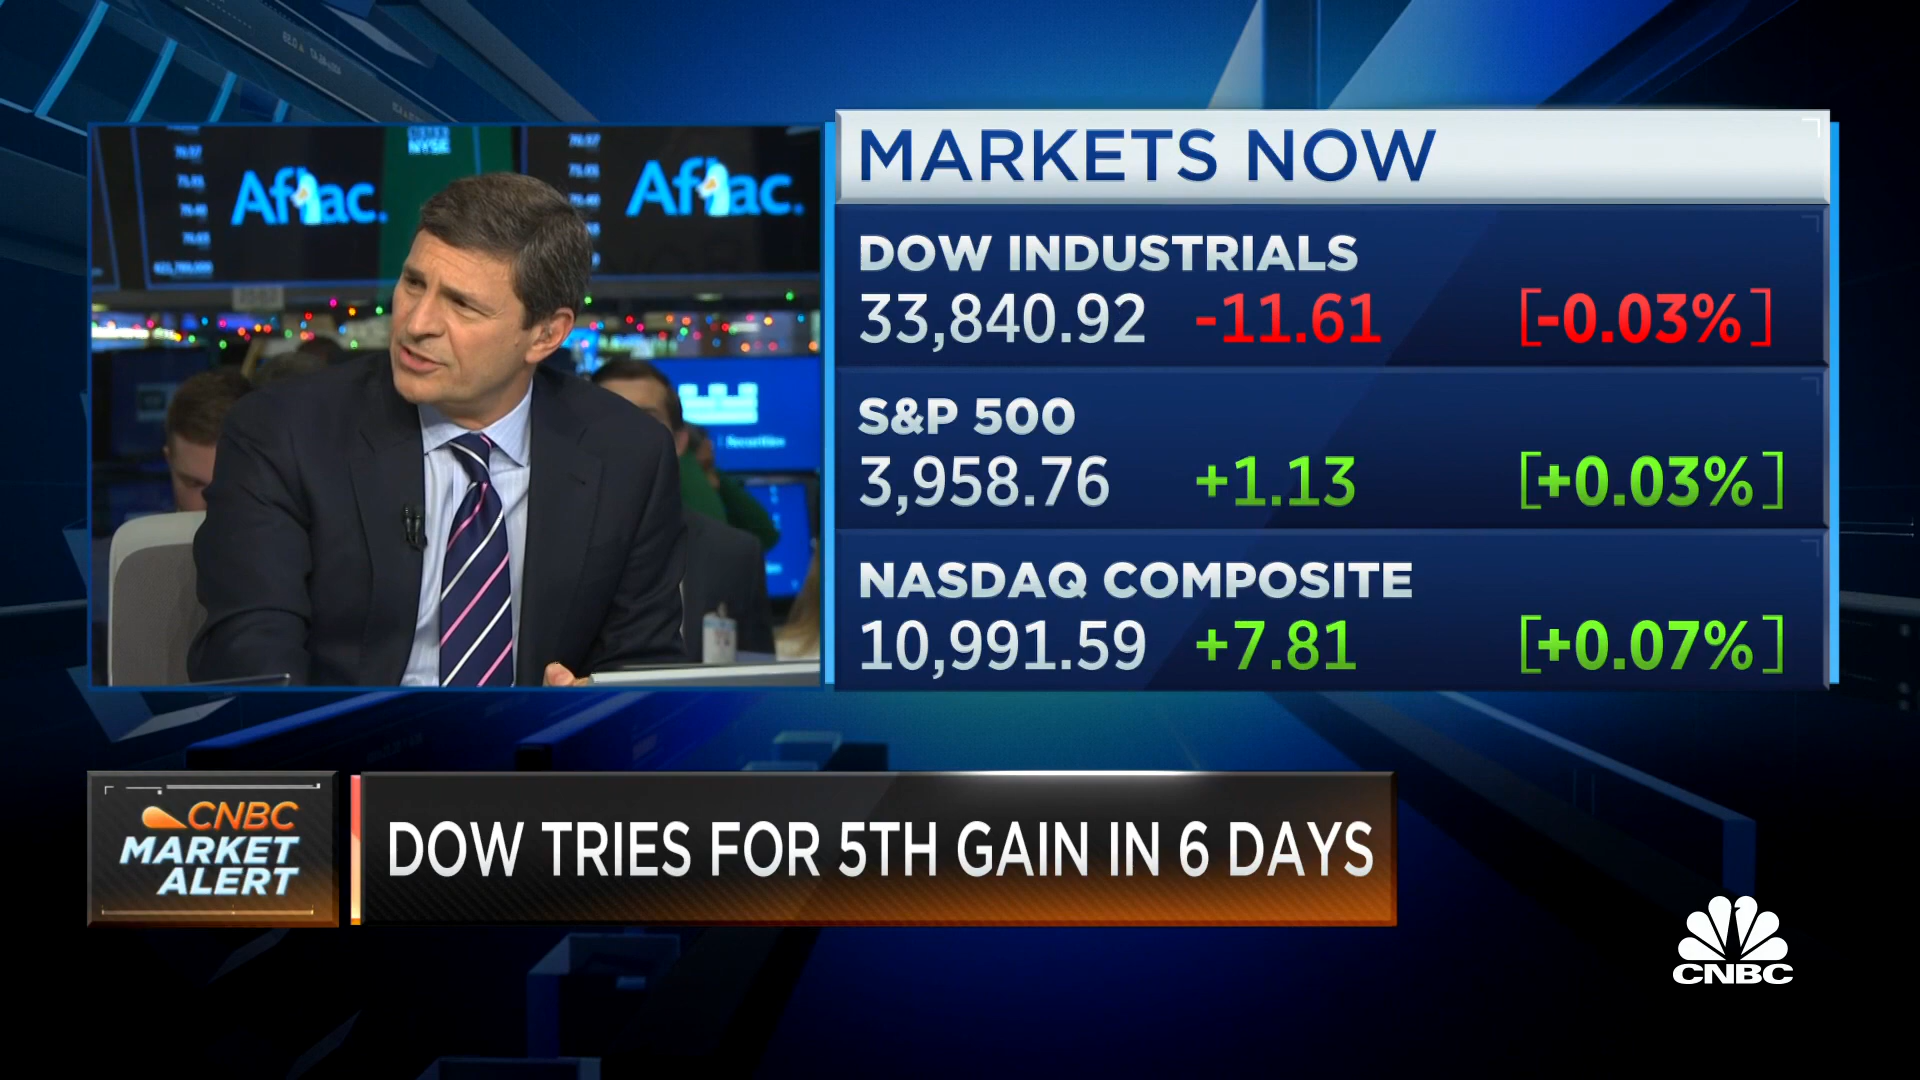 Aflac.
NYSE
Aflac.
Securities
MARKETS NOW
DOW INDUSTRIALS
33,840.92 -11.61 [-0.03%]
S&P 500
3,958.76 +1.13 [+0.03%]
NASDAQ COMPOSITE
10,991.59 +7.81 [+0.07%]
CNBC
MARKET
ALERT
DOW TRIES FOR 5TH GAIN IN 6 DAYS
CNBC